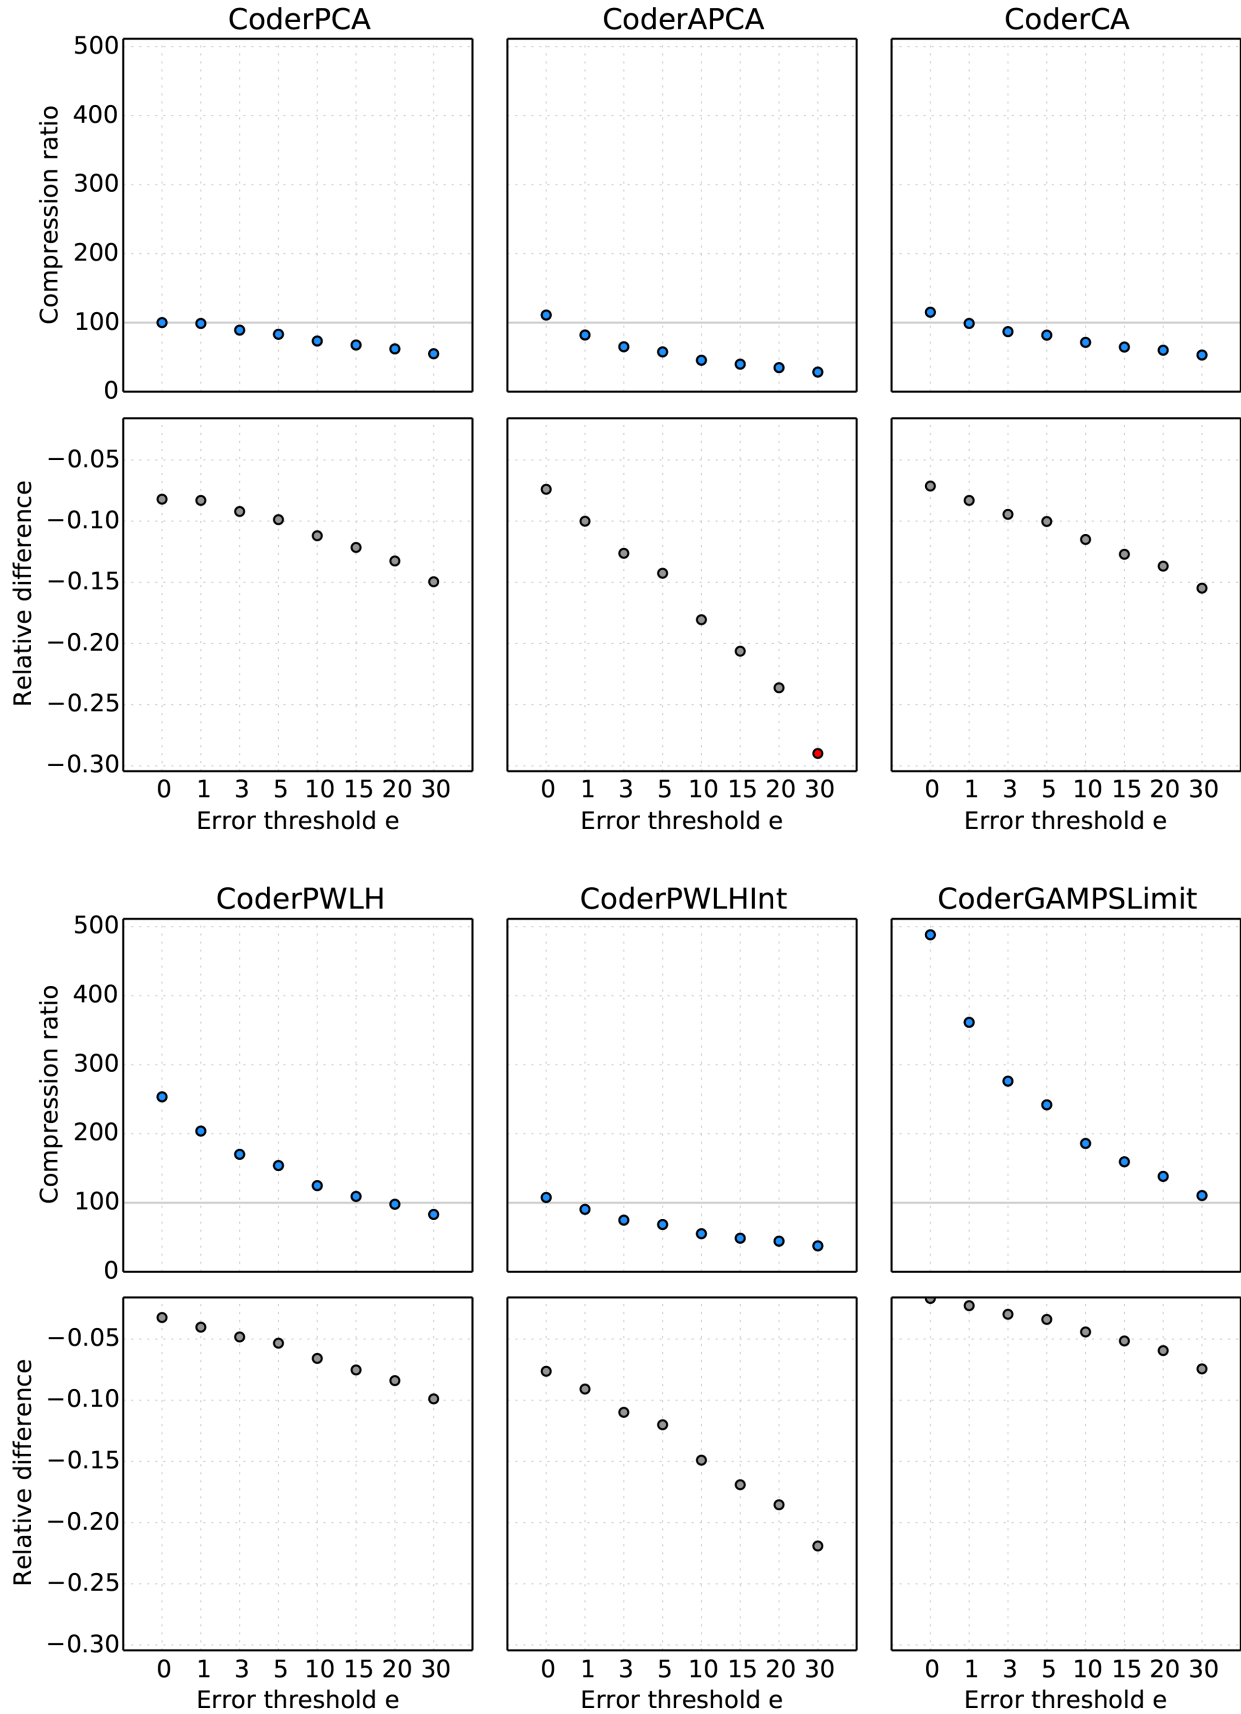 CoderPCA CoderAPCA CoderCA
Compression ratio
500
400
300
200
100
0
Relative difference
−0.05
−0.10
−0.15
−0.20
−0.25
−0.30
0 1 3 5 10 15 20 30 0 1 3 5 10 15 20 30 0 1 3 5 10 15 20 30
Error threshold e Error threshold e Error threshold e
CoderPWLH CoderPWLHInt CoderGAMPSLimit
Compression ratio
500
400
300
200
100
0
Relative difference
−0.05
−0.10
−0.15
−0.20
−0.25
−0.30
0 1 3 5 10 15 20 30 0 1 3 5 10 15 20 30 0 1 3 5 10 15 20 30
Error threshold e Error threshold e Error threshold e